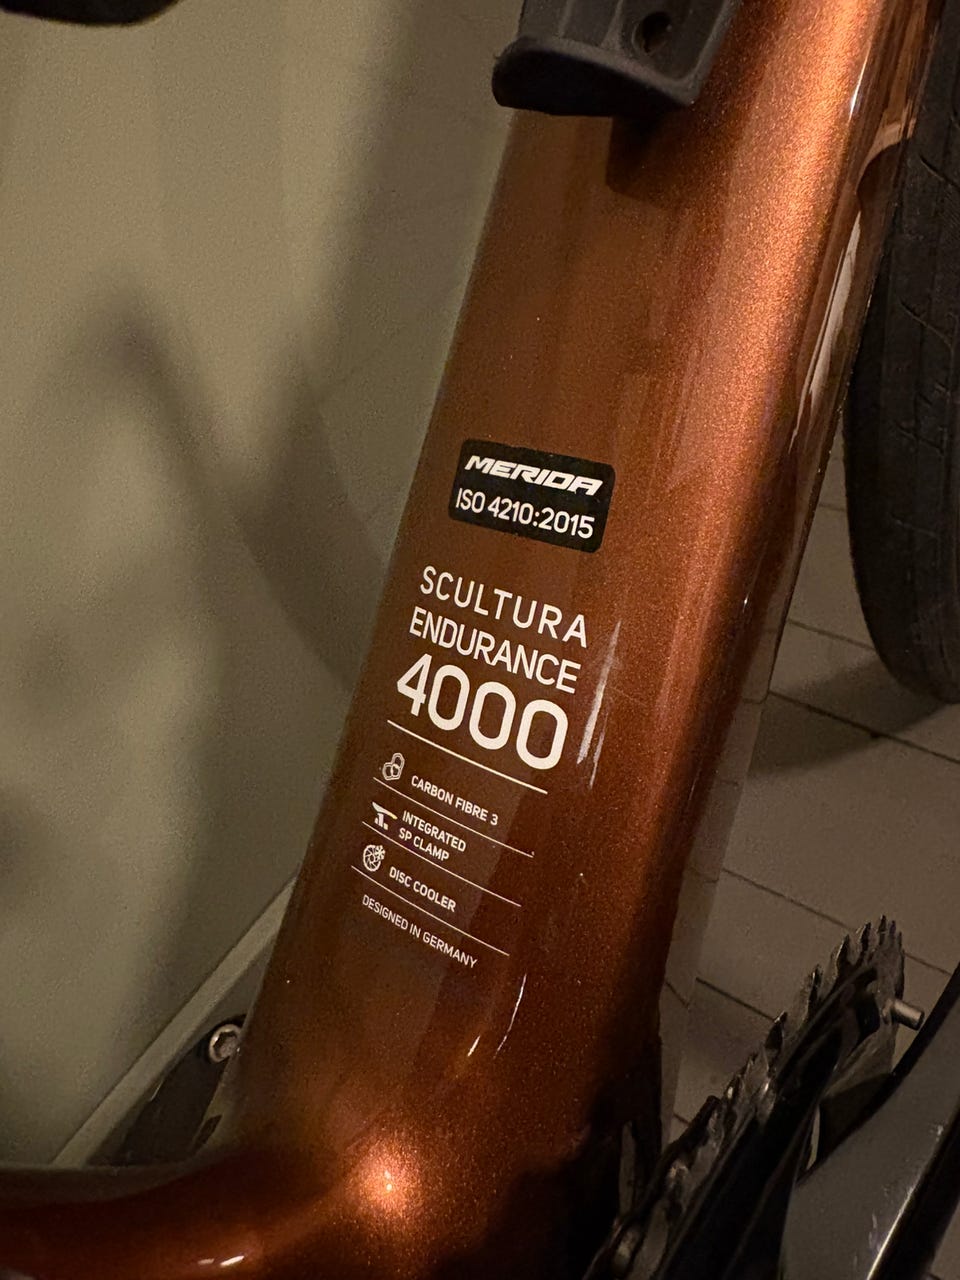 MERIDA
ISO 4210:2015
SCULTURA
ENDURANCE
4000
CARBON FIBRE 3
INTEGRATED
SP CLAMP
DISC COOLER
DESIGNED IN GERMANY